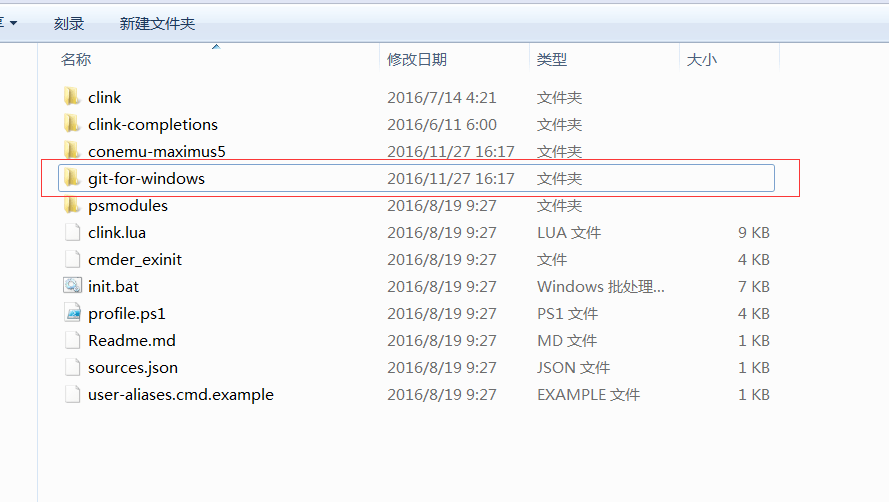 刻录 新建文件夹
名称 修改日期 类型 大小
clink 2016/7/14 4:21 文件夹
clink-completions 2016/6/11 6:00 文件夹
conemu-maximus5 2016/11/27 16:17 文件夹
git-for-windows 2016/11/27 16:17 文件夹
psmodules 2016/8/19 9:27 文件夹
clink.lua 2016/8/19 9:27 LUA 文件 9 KB
cmder_exinit 2016/8/19 9:27 文件 4 KB
init.bat 2016/8/19 9:27 Windows 批处理... 7 KB
profile.ps1 2016/8/19 9:27 PS1 文件 4 KB
Readme.md 2016/8/19 9:27 MD 文件 1 KB
sources.json 2016/8/19 9:27 JSON 文件 1 KB
user-aliases.cmd.example 2016/8/19 9:27 EXAMPLE 文件 1 KB